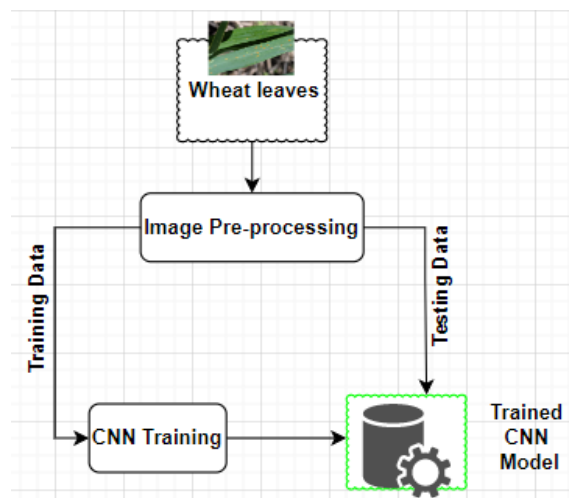 Wheat leaves
Image Pre-processing
Training Data
Testing Data
CNN Training
Trained
CNN
Model